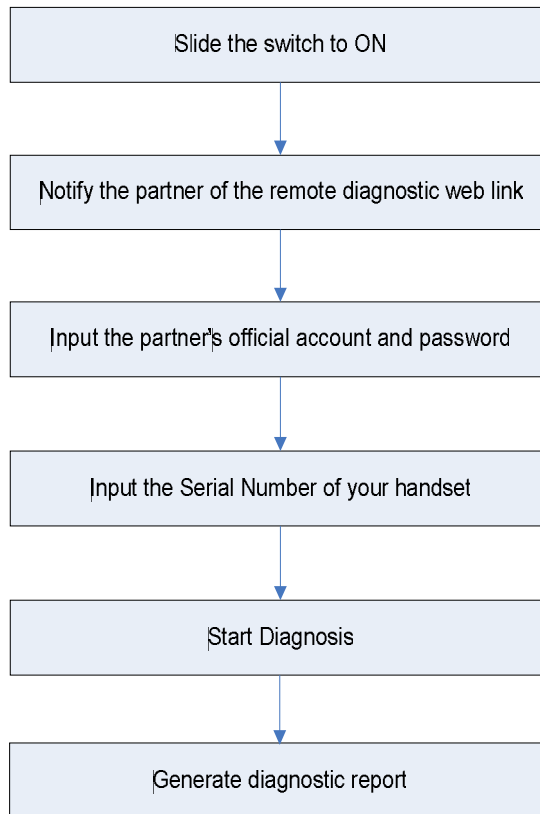 Slide the switch to ON
Notify the partner of the remote diagnostic web link
Input the partner's official account and password
Input the Serial Number of your handset
Start Diagnosis
Generate diagnostic report